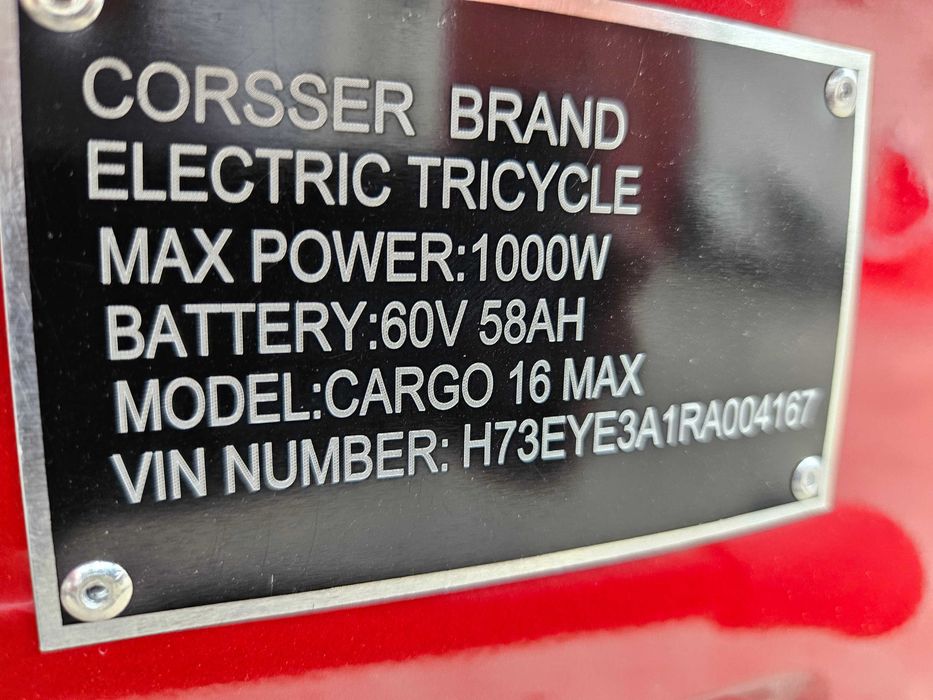 CORSSER BRAND
ELECTRIC TRICYCLE
MAX POWER:1000W
BATTERY:60V 58AH
MODEL:CARGO 16 MAX
VIN NUMBER: H73EYE3A1RA004167